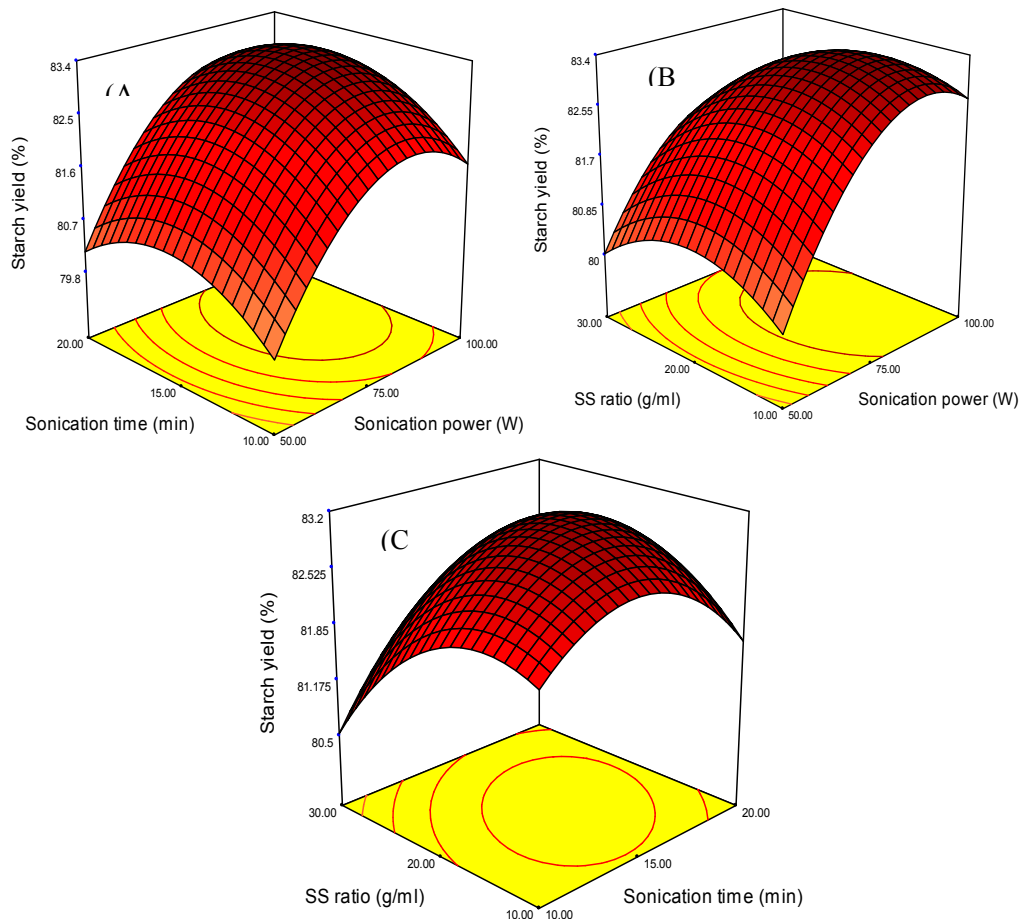 (A
Starch yield (%)
83.4
82.5
81.6
80.7
79.8
20.00
15.00
10.00
50.00
75.00
100.00
Sonication time (min)
Sonication power (W)
(B
Starch yield (%)
83.4
82.55
81.7
80.85
80
30.00
20.00
10.00
50.00
75.00
100.00
SS ratio (g/ml)
Sonication power (W)
(C
Starch yield (%)
83.2
82.525
81.85
81.175
80.5
30.00
20.00
10.00
10.00
15.00
20.00
SS ratio (g/ml)
Sonication time (min)